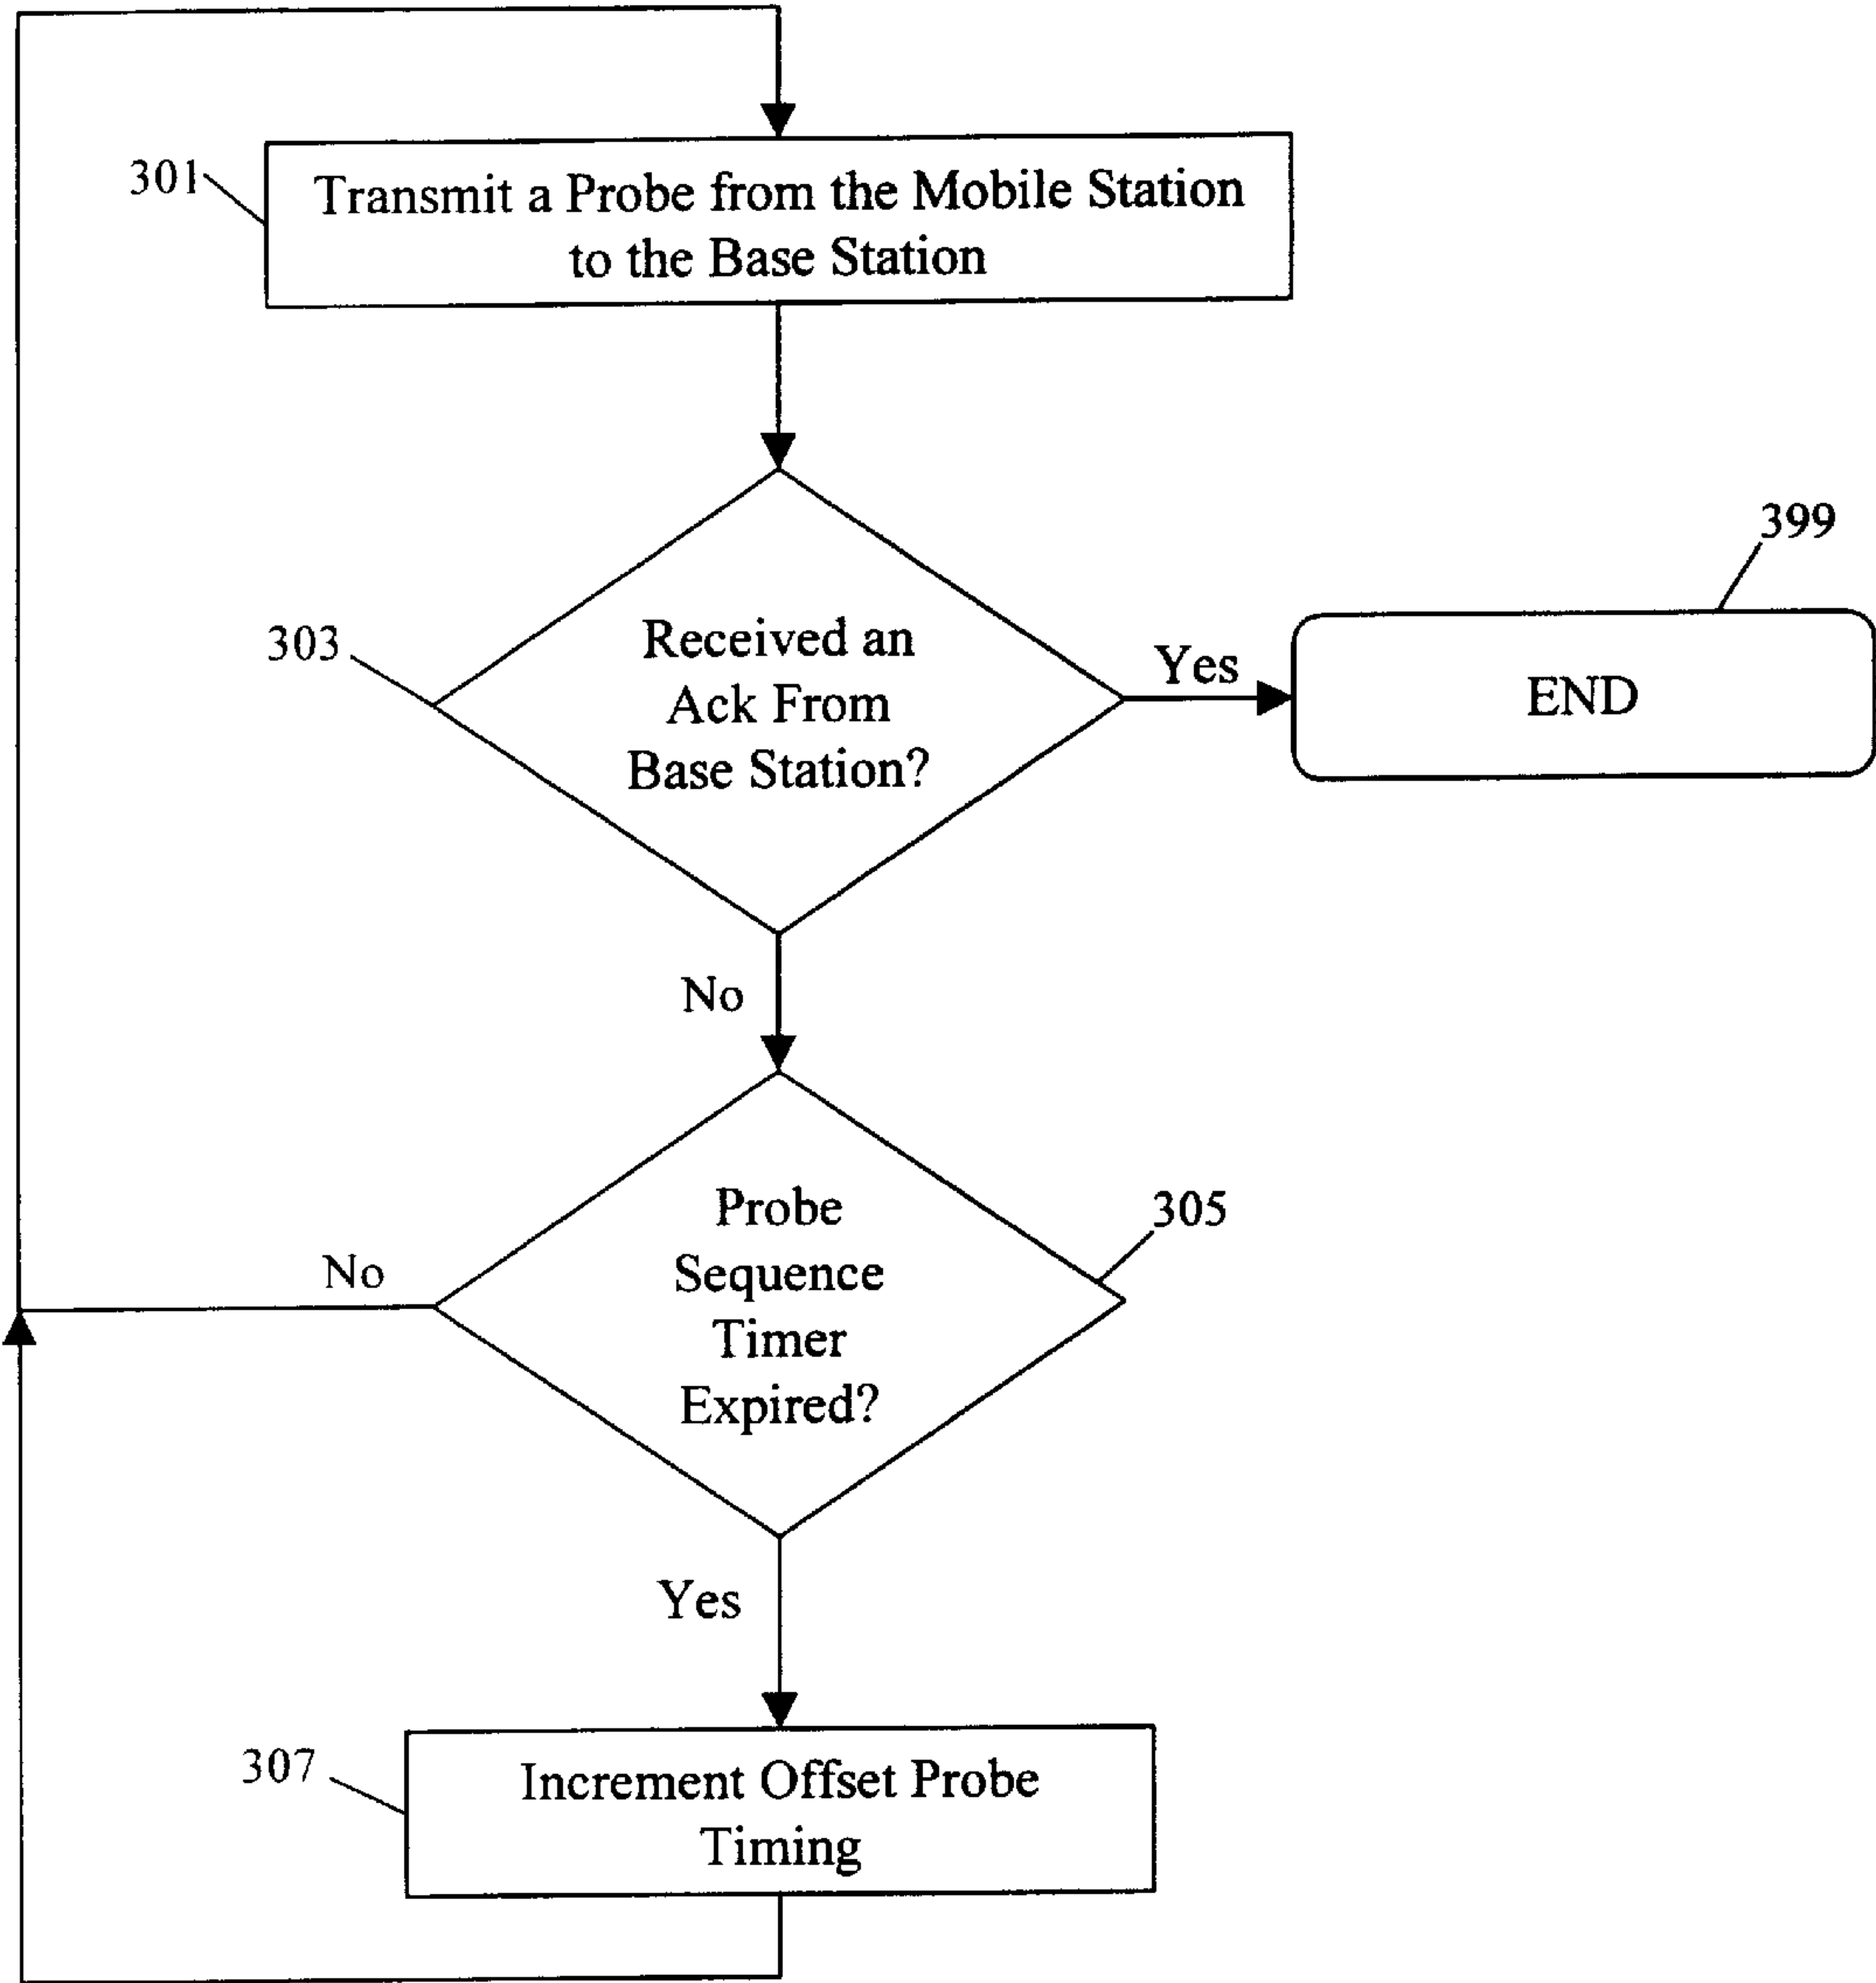 301
Transmit a Probe from the Mobile Station
to the Base Station
399
303
Received an
Ack From
Base Station?
Yes
END
No
305
Probe
Sequence
Timer
Expired?
No
Yes
307
Increment Offset Probe
Timing